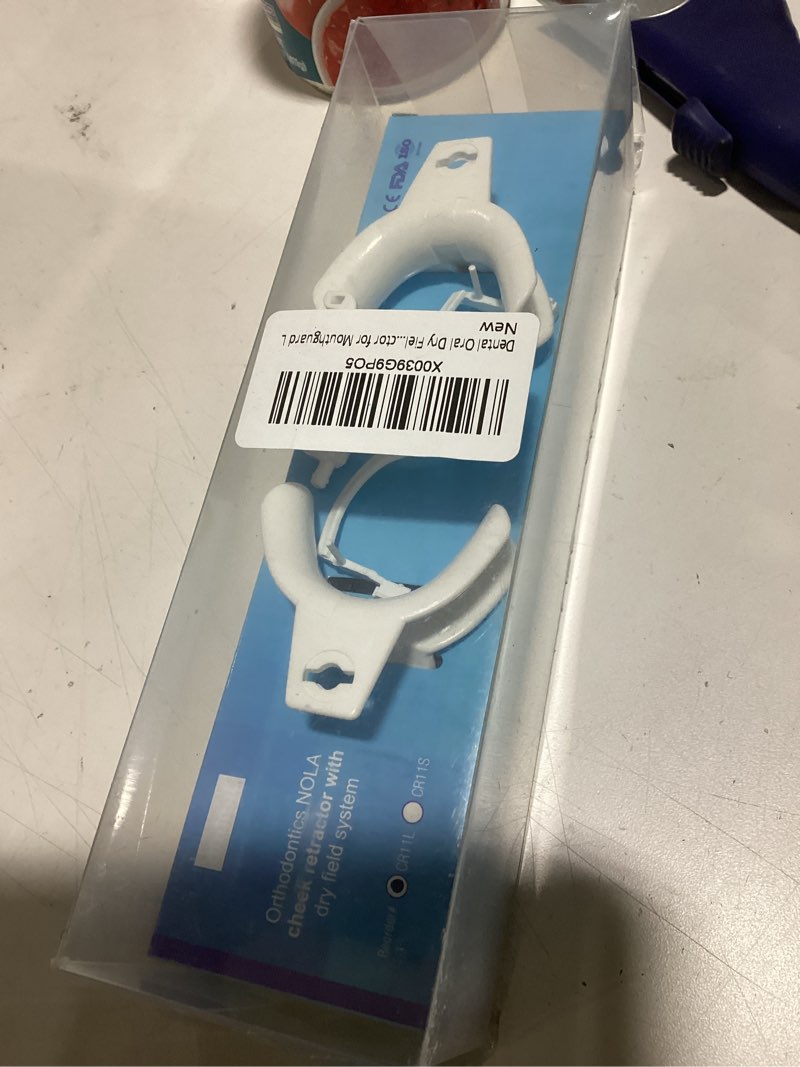 CE FDA ISO
Dental Oral Dry Fiel...ctor for Mouthguard L
New
X0039G9PO5
Orthodontics NOLA
cheek retractor with
dry field system
Reorder#
CR11L
CR11S